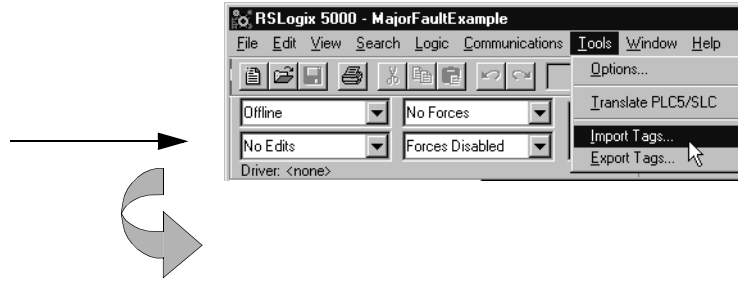 RSLogix 5000 - MajorFaultExample
File Edit View Search Logic Communications Tools Window Help
Options...
Translate PLC5/SLC
Import Tags...
Export Tags...
Offline
No Forces
No Edits
Forces Disabled
Driver: <none>